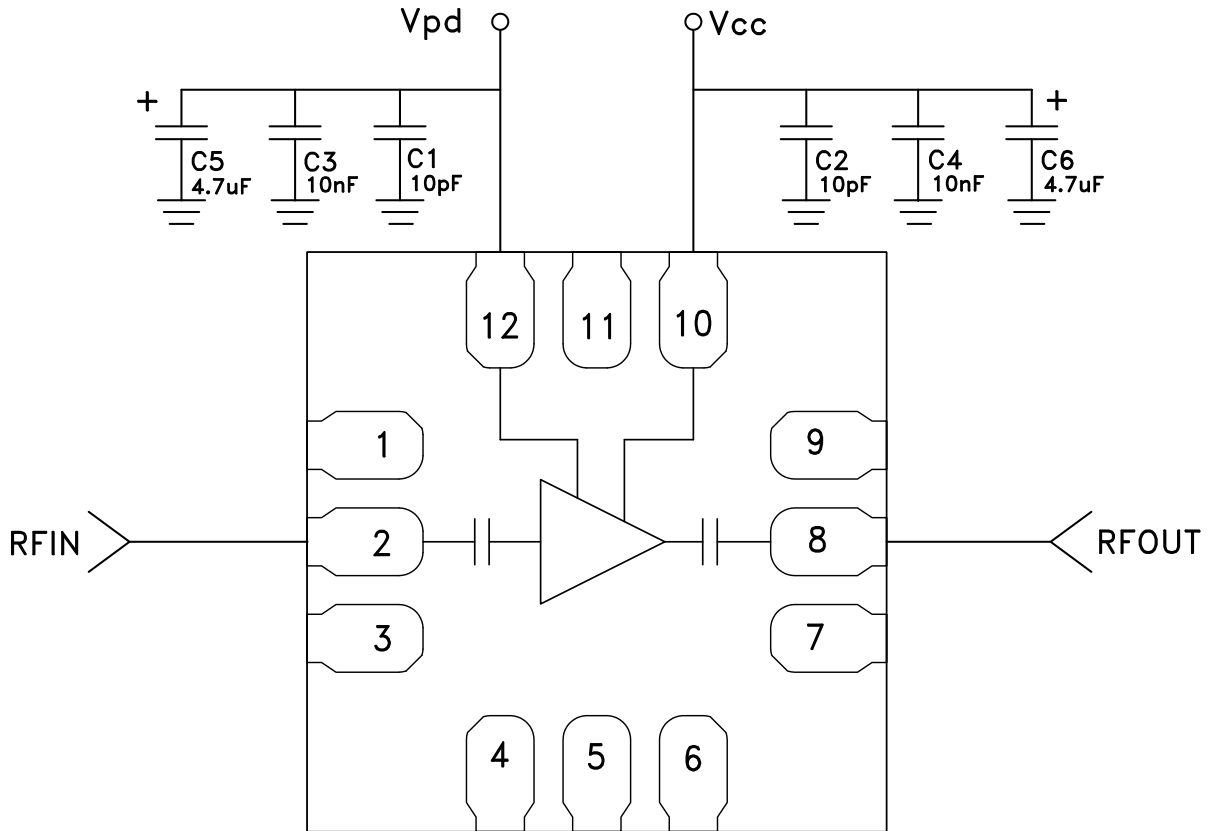 Vpd
Vcc
+
+
C5
4.7uF
C3
10nF
C1
10pF
C2
10pF
C4
10nF
C6
4.7uF
12
11
10
1
9
RFIN
2
8
RFOUT
3
7
4
5
6